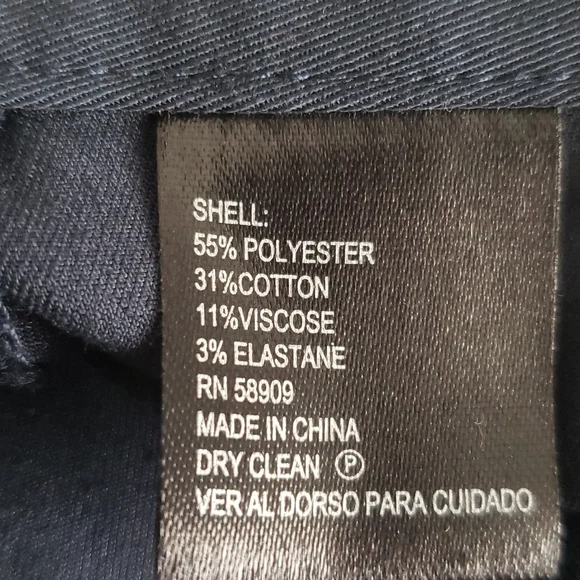 SHELL:
55% POLYESTER
31%COTTON
11%VISCOSE
3% ELASTANE
RN 58909
MADE IN CHINA
DRY CLEAN Ⓟ
VER AL DORSO PARA CUIDADO